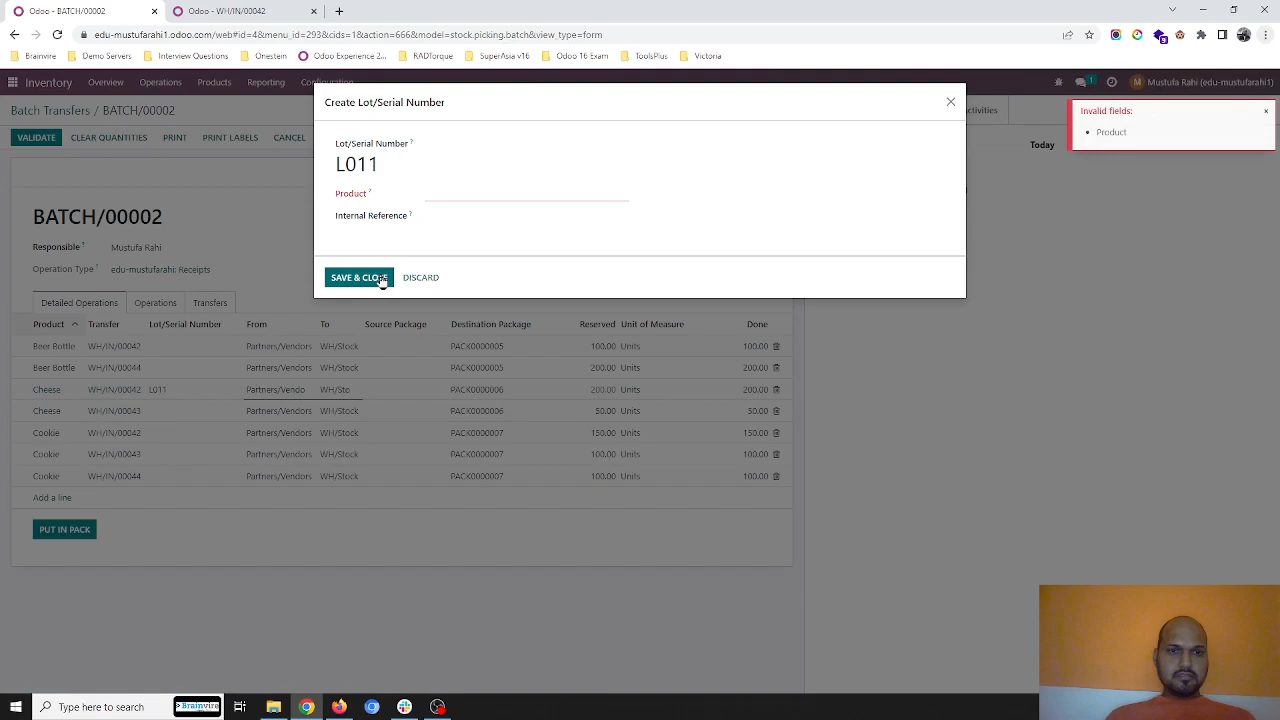 Odoo - BATCH/00002 × Odoo - WH/IN/00042 × +
edu-mustufarahi1.odoo.com/web#id=4&menu_id=293&cids=1&action=666&model=stock.picking.batch&view_type=form
Brainvire Demo Servers Interview Questions Onestein Odoo Experience 2... RADTorque SuperAsia v16 Odoo 16 Exam ToolsPlus Victoria
Inventory Overview Operations Products Reporting Configuration 1 M Mustufa Rahi (edu-mustufarahi1)
Batch Transfers / BATCH/00002
VALIDATE CLEAR QUANTITIES PRINT PRINT LABELS CANCEL
Create Lot/Serial Number
Lot/Serial Number ?
L011
Product ?
Internal Reference ?
SAVE & CLOSE DISCARD
Activities
Today
Invalid fields: ×
• Product
BATCH/00002
Responsible ? Mustufa Rahi
Operation Type ? edu-mustufarahi: Receipts
Detailed Operations Operations Transfers
Product Transfer Lot/Serial Number From To Source Package Destination Package Reserved Unit of Measure Done
Beer Bottle WH/IN/00042 Partners/Vendors WH/Stock PACK0000005 100.00 Units 100.00
Beer Bottle WH/IN/00044 Partners/Vendors WH/Stock PACK0000005 200.00 Units 200.00
Cheese WH/IN/00042 L011 Partners/Vendo WH/Sto PACK0000006 200.00 Units 200.00
Cheese WH/IN/00043 Partners/Vendors WH/Stock PACK0000006 50.00 Units 50.00
Cookie WH/IN/00042 Partners/Vendors WH/Stock PACK0000007 150.00 Units 150.00
Cookie WH/IN/00043 Partners/Vendors WH/Stock PACK0000007 100.00 Units 100.00
Cookie WH/IN/00044 Partners/Vendors WH/Stock PACK0000007 100.00 Units 100.00
Add a line
PUT IN PACK
Type here to search Brainvire